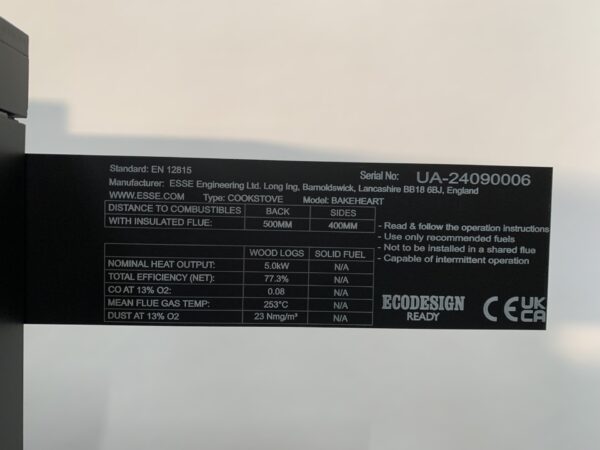 Standard: EN 12815 Serial No: UA-24090006
Manufacturer: ESSE Engineering Ltd. Long Ing, Barnoldswick, Lancashire BB18 6BJ, England
WWW.ESSE.COM Type: COOKSTOVE Model: BAKEHEART
DISTANCE TO COMBUSTIBLES BACK SIDES
WITH INSULATED FLUE: 500MM 400MM
- Read & follow the operation instructions
- Use only recommended fuels
- Not to be installed in a shared flue
- Capable of intermittent operation
WOOD LOGS SOLID FUEL
NOMINAL HEAT OUTPUT: 5.0kW N/A
TOTAL EFFICIENCY (NET): 77.3% N/A
CO AT 13% O2: 0.08 N/A
MEAN FLUE GAS TEMP: 253°C N/A
DUST AT 13% O2 23 Nmg/m³ N/A
ECODESIGN
READY
CE UK
CA